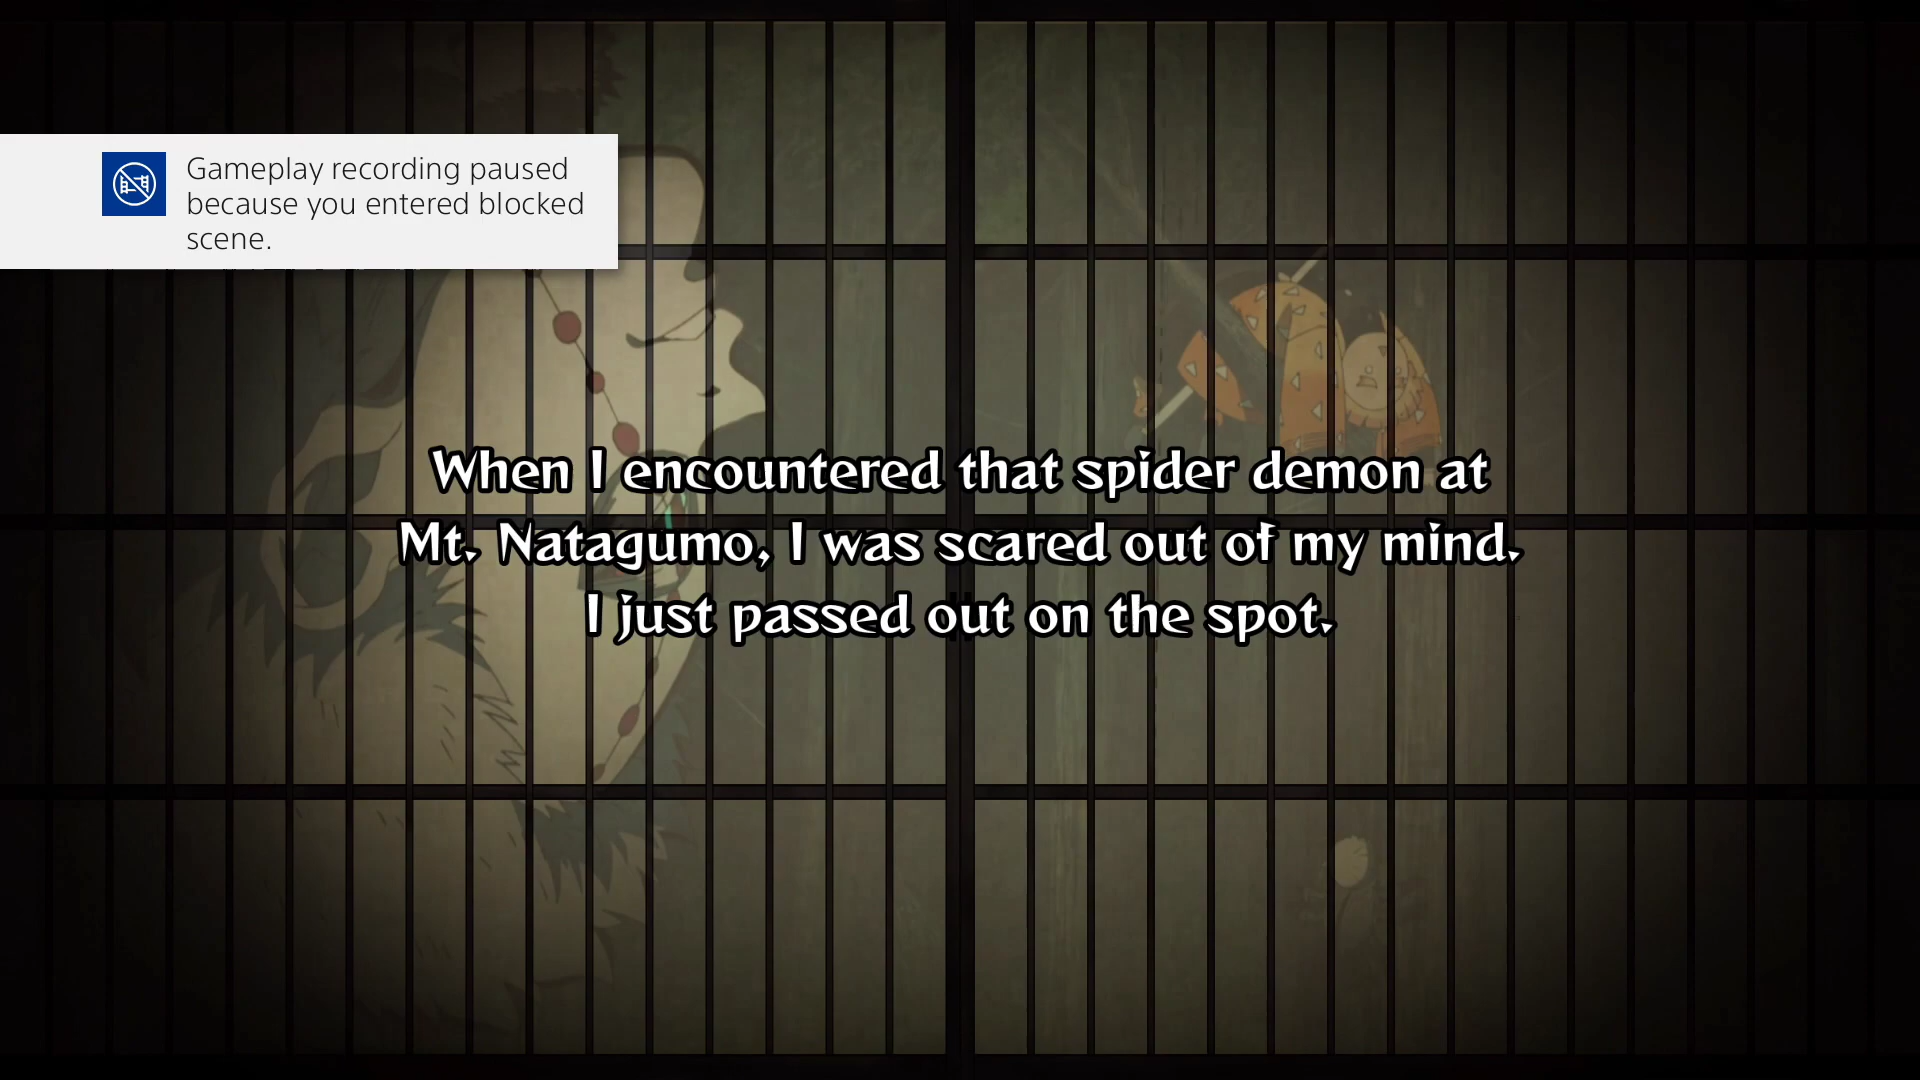 Gameplay recording paused
because you entered blocked
scene.
When I encountered that spider demon at
Mt. Natagumo, I was scared out of my mind.
I just passed out on the spot.